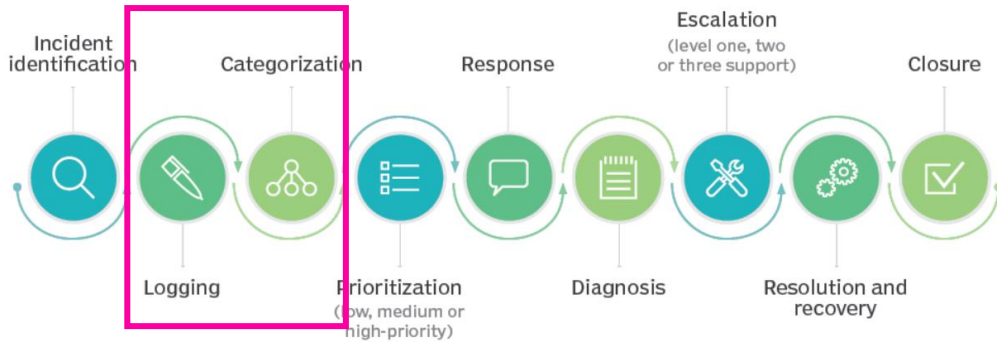 Incident
identification
Logging
Categorization
Prioritization
(low, medium or
high-priority)
Response
Diagnosis
Escalation
(level one, two
or three support)
Resolution and
recovery
Closure